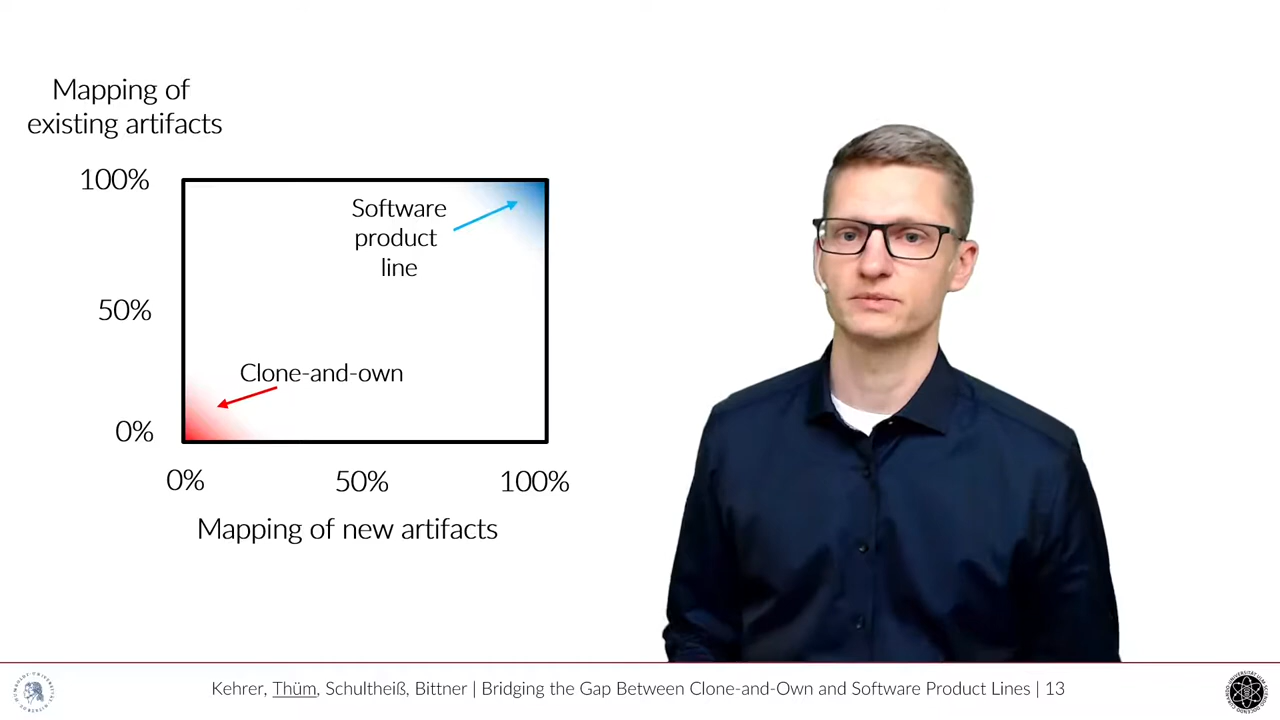 Mapping of
existing artifacts
100%
Software
product
line
50%
Clone-and-own
0%
0%
50%
100%
Mapping of new artifacts
Kehrer, Thüm, Schultheiß, Bittner | Bridging the Gap Between Clone-and-Own and Software Product Lines | 13